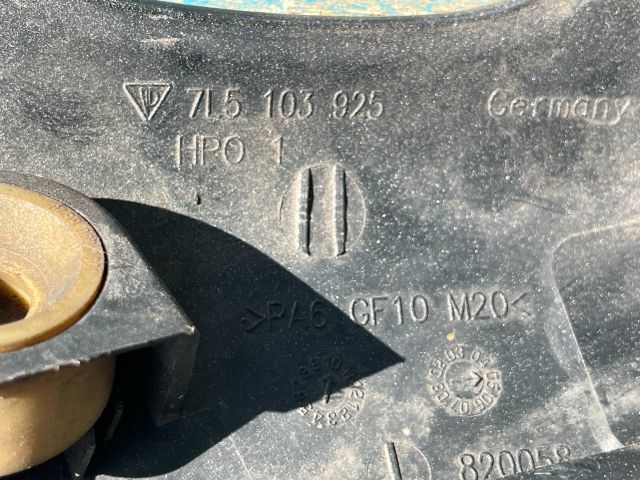 7L5 103 925 Germany
HPO 1
>PA6 GF10 M20<
820058